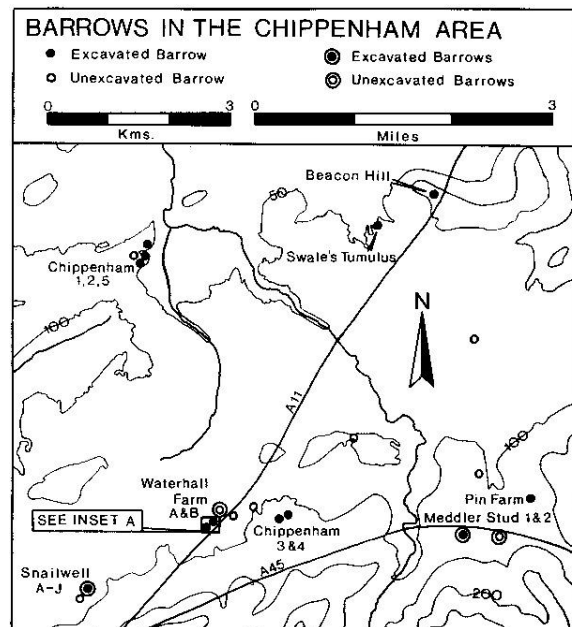 BARROWS IN THE CHIPPENHAM AREA
Excavated Barrow
Excavated Barrows
Unexcavated Barrow
Unexcavated Barrows
0 3
Kms.
0 3
Miles
Beacon Hill
50
Swale's Tumulus
Chippenham
1,2,5
N
100
A11
100
Waterhall
Farm
A&B
Pin Farm
SEE INSET A
Chippenham
3&4
Meddler Stud 1&2
A45
Snailwell
A-J
200